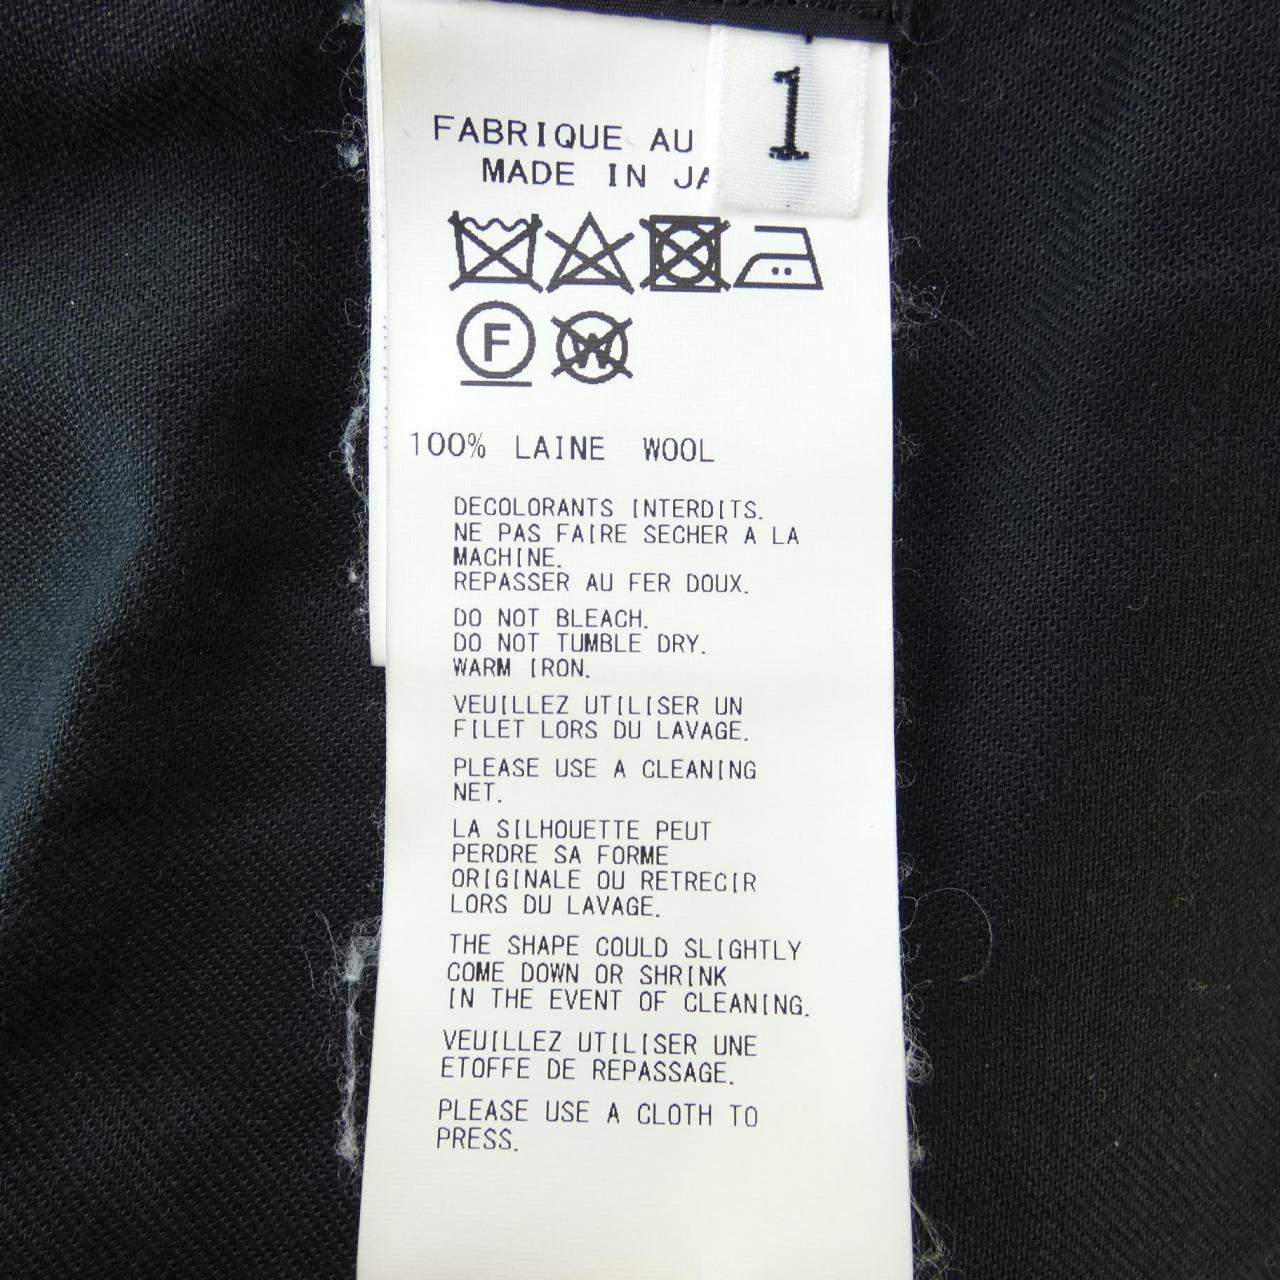 1
FABRIQUE AU
MADE IN
F
W
100% LAINE WOOL
DECOLORANTS INTERDITS.
NE PAS FAIRE SECHER A LA
MACHINE.
REPASSER AU FER DOUX.
DO NOT BLEACH.
DO NOT TUMBLE DRY.
WARM IRON.
VEUILLEZ UTILISER UN
FILET LORS DU LAVAGE.
PLEASE USE A CLEANING
NET.
LA SILHOUETTE PEUT
PERDRE SA FORME
ORIGINALE OU RETRECIR
LORS DU LAVAGE.
THE SHAPE COULD SLIGHTLY
COME DOWN OR SHRINK
IN THE EVENT OF CLEANING.
VEUILLEZ UTILISER UNE
ETOFFE DE REPASSAGE.
PLEASE USE A CLOTH TO
PRESS.